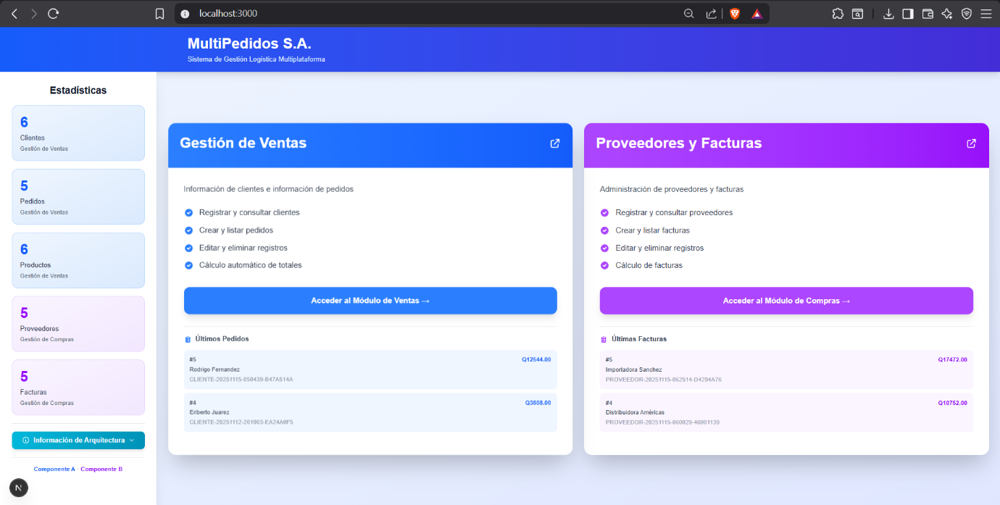 localhost:3000
MultiPedidos S.A.
Sistema de Gestión Logística Multiplataforma
Estadísticas
6
Clientes
Gestión de Ventas
5
Pedidos
Gestión de Ventas
6
Productos
Gestión de Ventas
5
Proveedores
Gestión de Compras
5
Facturas
Gestión de Compras
Información de Arquitectura
Componente A · Componente B
N
Gestión de Ventas
Información de clientes e información de pedidos
Registrar y consultar clientes
Crear y listar pedidos
Editar y eliminar registros
Cálculo automático de totales
Acceder al Módulo de Ventas →
Últimos Pedidos
#5 Q12544.00
Rodrigo Fernandez
CLIENTE-20251115-050439-B47A514A
#4 Q3808.00
Eriberto Juarez
CLIENTE-20251112-201903-EA24A0F5
Proveedores y Facturas
Administración de proveedores y facturas
Registrar y consultar proveedores
Crear y listar facturas
Editar y eliminar registros
Cálculo de facturas
Acceder al Módulo de Compras →
Últimas Facturas
#5 Q17472.00
Importadora Sanchez
PROVEEDOR-20251115-062514-D4294A76
#4 Q10752.00
Distribuidora Américas
PROVEEDOR-20251115-060029-46901139